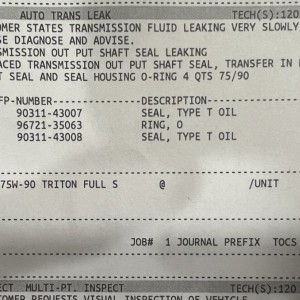 AUTO TRANS LEAK TECH(S):120
OMER STATES TRANSMISSION FLUID LEAKING VERY SLOWLY
SE DIAGNOSE AND ADVISE.
SMISSION OUT PUT SHAFT SEAL LEAKING
ACED TRANSMISSION OUT PUT SHAFT SEAL, TRANSFER IN
T SEAL AND SEAL HOUSING O-RING 4 QTS 75/90
FP-NUMBER DESCRIPTION
90311-43007 SEAL, TYPE T OIL
96721-35063 RING, O
90311-43008 SEAL, TYPE T OIL
75W-90 TRITON FULL S @ /UNIT
JOB# 1 JOURNAL PREFIX TOCS
ECT MULTI-PT. INSPECT TECH(S):120
TOMER REQUESTS VISUAL INSPECTION OF VEHICLE